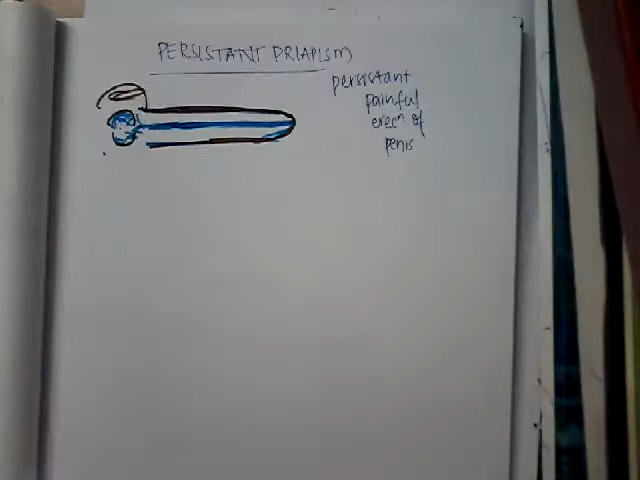 PERSISTANT PRIAPISM
persistant
painful
erecn of
penis